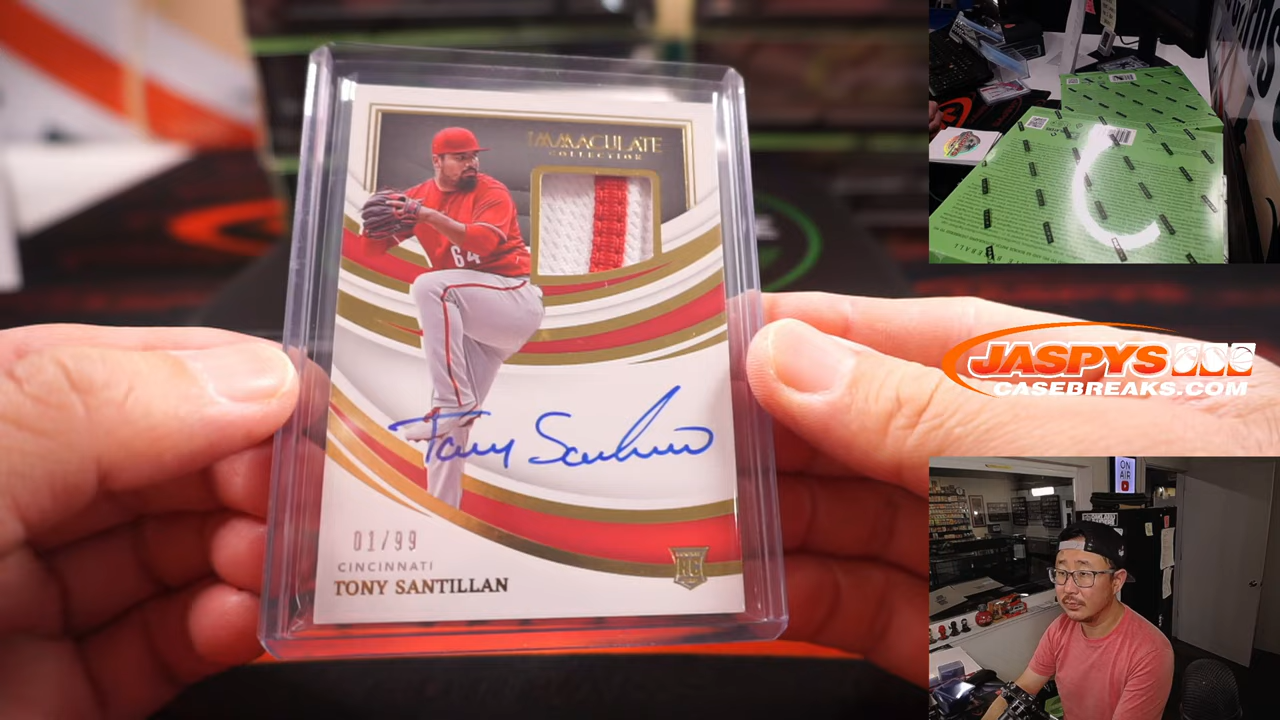 IMMACULATE
COLLECTION
64
Tony Santillan
01/99
CINCINNATI
TONY SANTILLAN
RC
JASPYS
CASEBREAKS.COM
ON
AIR